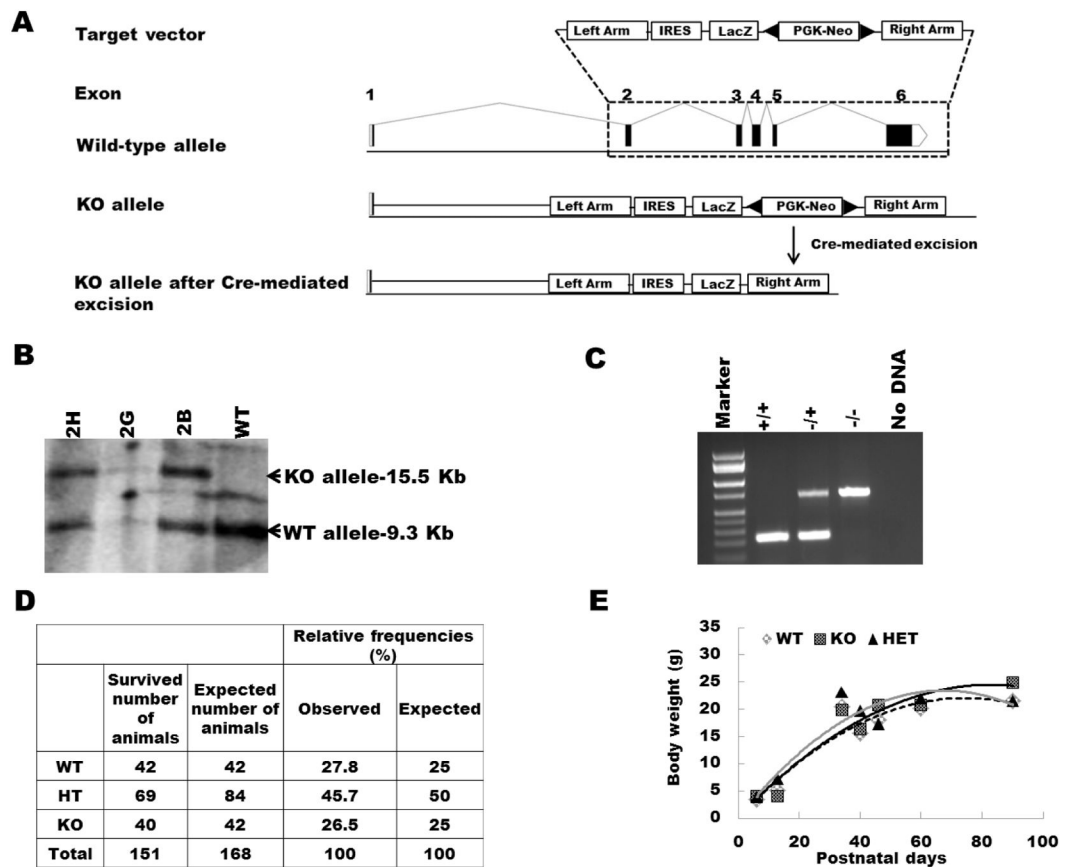 A
Target vector
Left Arm IRES LacZ PGK-Neo Right Arm
Exon
1 2 3 4 5 6
Wild-type allele
KO allele
Left Arm IRES LacZ PGK-Neo Right Arm
Cre-mediated excision
KO allele after Cre-mediated
excision
Left Arm IRES LacZ Right Arm
B
2H 2G 2B WT
KO allele-15.5 Kb
WT allele-9.3 Kb
C
Marker +/+ -/+ -/- No DNA
D
Relative frequencies
(%)
Survived number of animals Expected number of animals Observed Expected
WT 42 42 27.8 25
HT 69 84 45.7 50
KO 40 42 26.5 25
Total 151 168 100 100
E
WT KO HET
Body weight (g)
35
30
25
20
15
10
5
0
0 20 40 60 80 100
Postnatal days